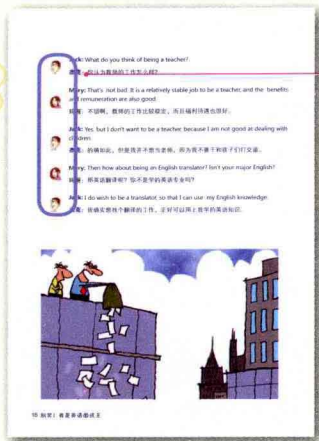 Jack: What do you think of being a teacher?
杰克:你认为教师的工作怎么样?
Mary: That's not bad. It is a relatively stable job to be a teacher, and the benefits
and remuneration are also good.
玛丽:不错啊,教师的工作比较稳定,而且福利待遇也很好。
Jack: Yes, but I don't want to be a teacher, because I am not good at dealing with
children.
杰克:的确如此,但是我并不想当老师,因为我不善于和孩子们打交道。
Mary: Then how about being an English translator? Isn't your major English?
玛丽:那英语翻译呢?你不是学的英语专业吗?
Jack: I do wish to be a translator, so that I can use my English knowledge.
杰克:我确实想找个翻译的工作,正好可以用上我学的英语知识。